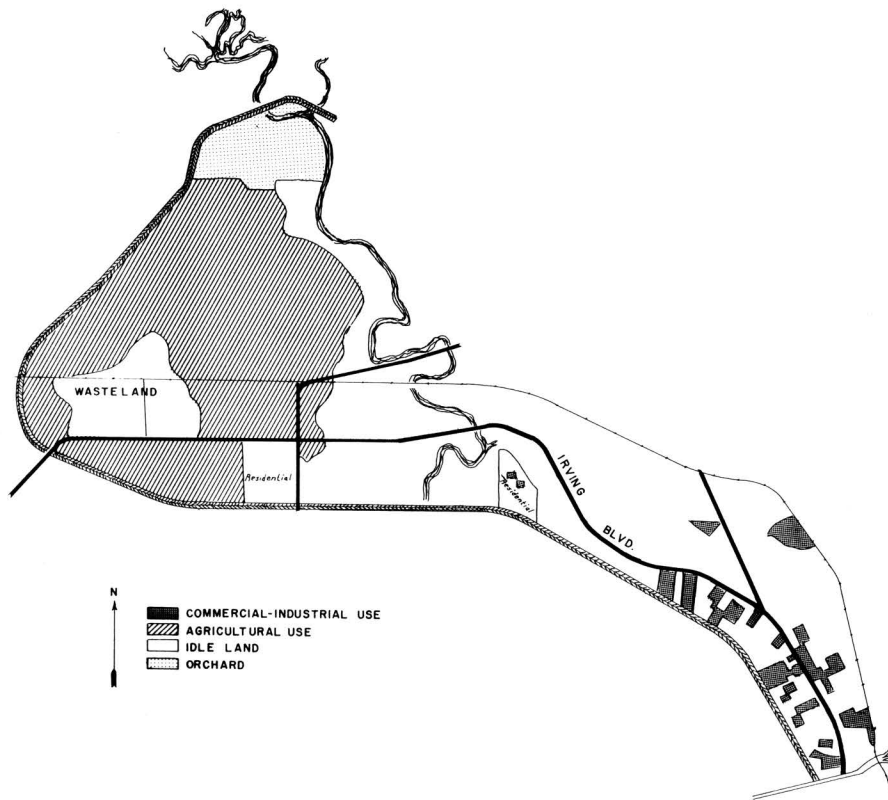 WASTELAND
Residential
Residential
IRVING
BLVD.
N
COMMERCIAL-INDUSTRIAL USE
AGRICULTURAL USE
IDLE LAND
ORCHARD